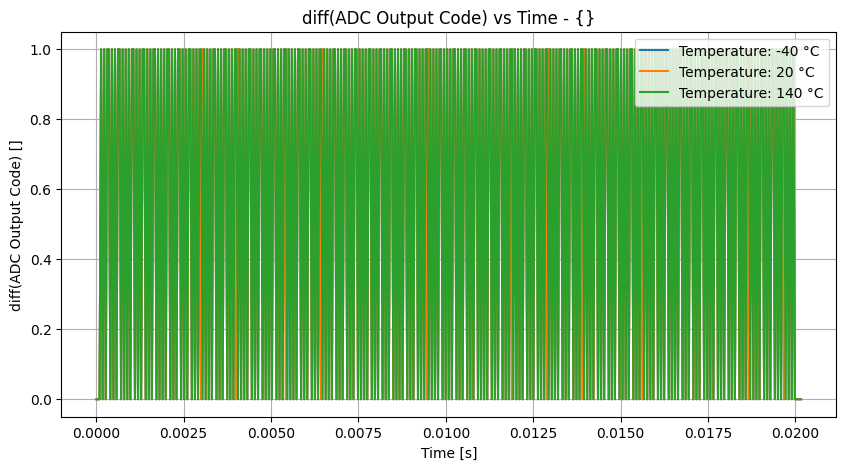 diff(ADC Output Code) vs Time - {}
Temperature: -40 °C
Temperature: 20 °C
Temperature: 140 °C
diff(ADC Output Code) []
1.0
0.8
0.6
0.4
0.2
0.0
0.0000 0.0025 0.0050 0.0075 0.0100 0.0125 0.0150 0.0175 0.0200
Time [s]